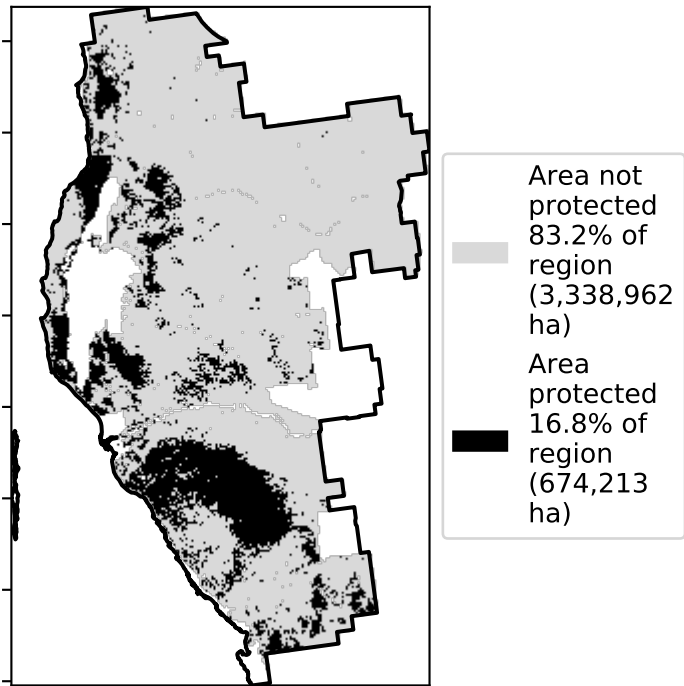 Area not
protected
83.2% of
region
(3,338,962
ha)
Area
protected
16.8% of
region
(674,213
ha)